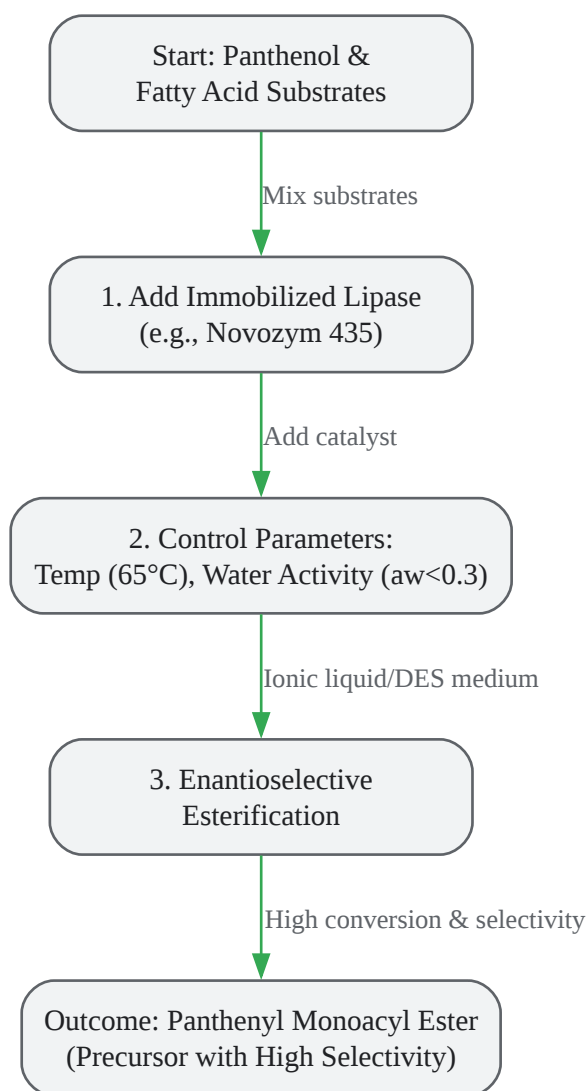 Start: Panthenol &
Fatty Acid Substrates
Mix substrates
1. Add Immobilized Lipase
(e.g., Novozym 435)
Add catalyst
2. Control Parameters:
Temp (65°C), Water Activity (aw<0.3)
Ionic liquid/DES medium
3. Enantioselective
Esterification
High conversion & selectivity
Outcome: Panthenyl Monoacyl Ester
(Precursor with High Selectivity)